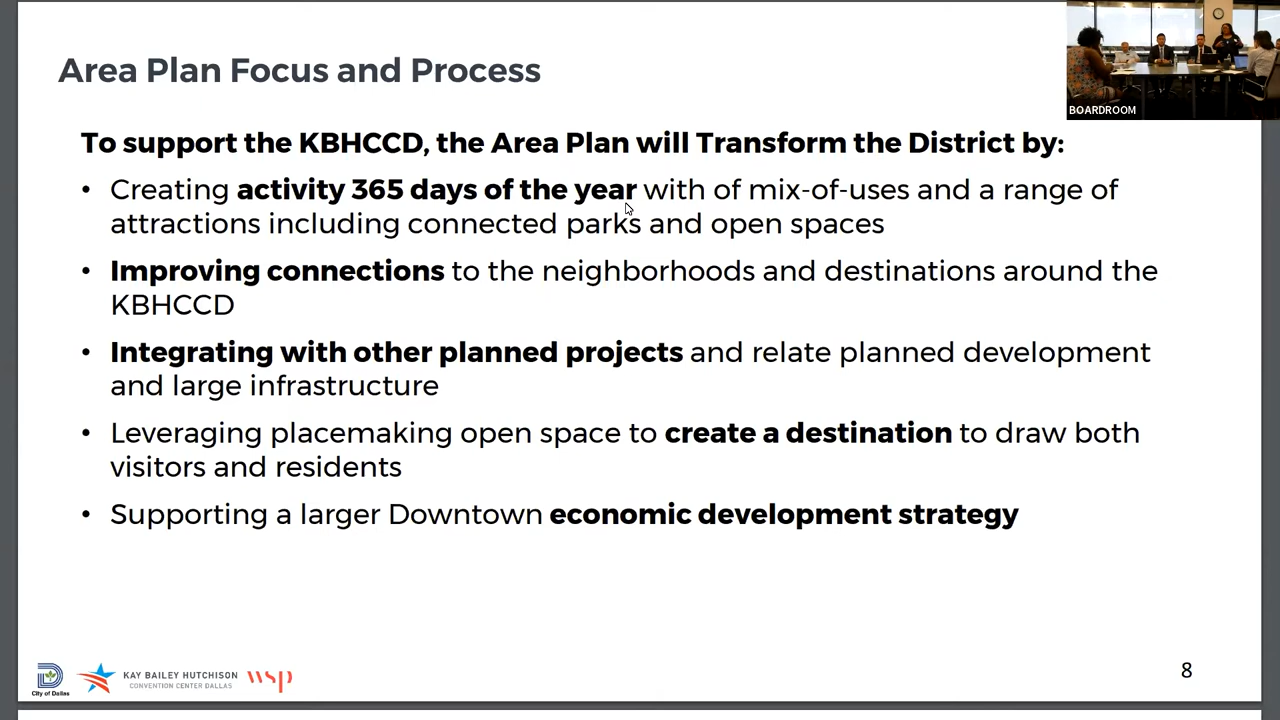 Area Plan Focus and Process
BOARDROOM
To support the KBHCCD, the Area Plan will Transform the District by:
• Creating activity 365 days of the year with of mix-of-uses and a range of
attractions including connected parks and open spaces
• Improving connections to the neighborhoods and destinations around the
KBHCCD
• Integrating with other planned projects and relate planned development
and large infrastructure
• Leveraging placemaking open space to create a destination to draw both
visitors and residents
• Supporting a larger Downtown economic development strategy
City of Dallas
KAY BAILEY HUTCHISON
CONVENTION CENTER DALLAS
wsp
8